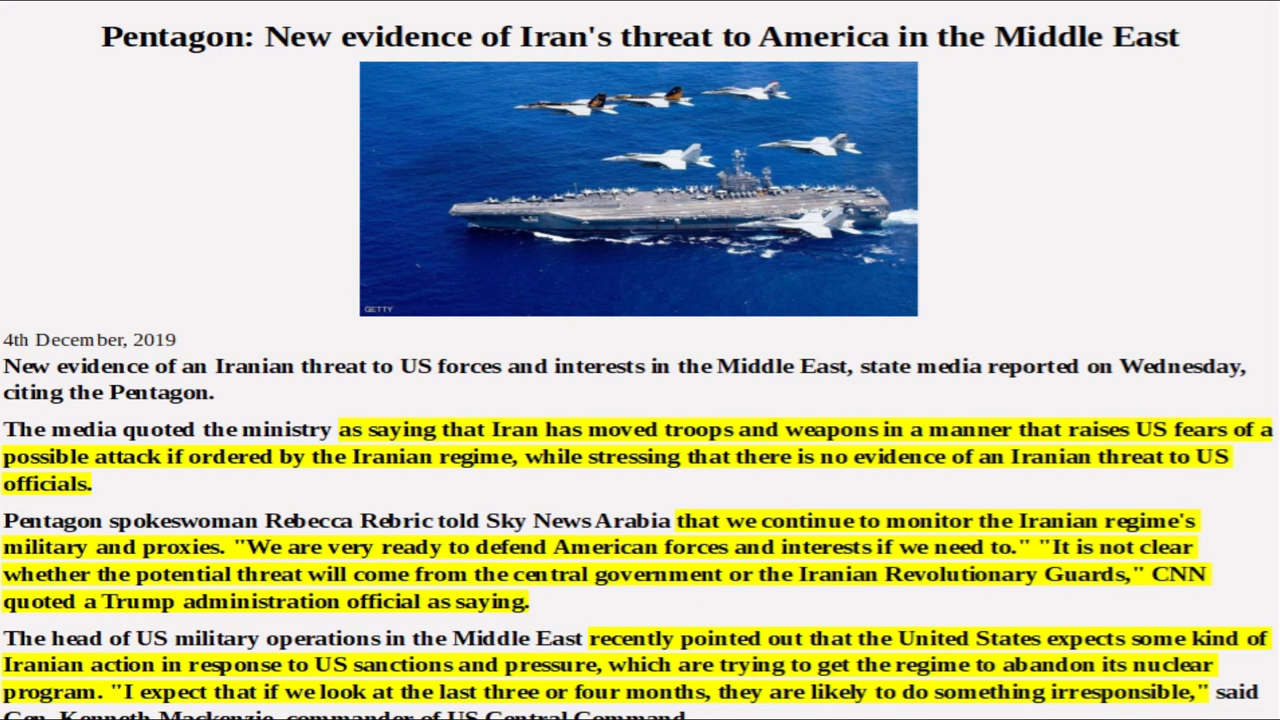 Pentagon: New evidence of Iran's threat to America in the Middle East
GETTY
4th December, 2019
New evidence of an Iranian threat to US forces and interests in the Middle East, state media reported on Wednesday,
citing the Pentagon.
The media quoted the ministry as saying that Iran has moved troops and weapons in a manner that raises US fears of a
possible attack if ordered by the Iranian regime, while stressing that there is no evidence of an Iranian threat to US
officials.
Pentagon spokeswoman Rebecca Rebric told Sky News Arabia that we continue to monitor the Iranian regime's
military and proxies. "We are very ready to defend American forces and interests if we need to." "It is not clear
whether the potential threat will come from the central government or the Iranian Revolutionary Guards," CNN
quoted a Trump administration official as saying.
The head of US military operations in the Middle East recently pointed out that the United States expects some kind of
Iranian action in response to US sanctions and pressure, which are trying to get the regime to abandon its nuclear
program. "I expect that if we look at the last three or four months, they are likely to do something irresponsible," said
Gen. Kenneth Mackenzie, commander of US Central Command.